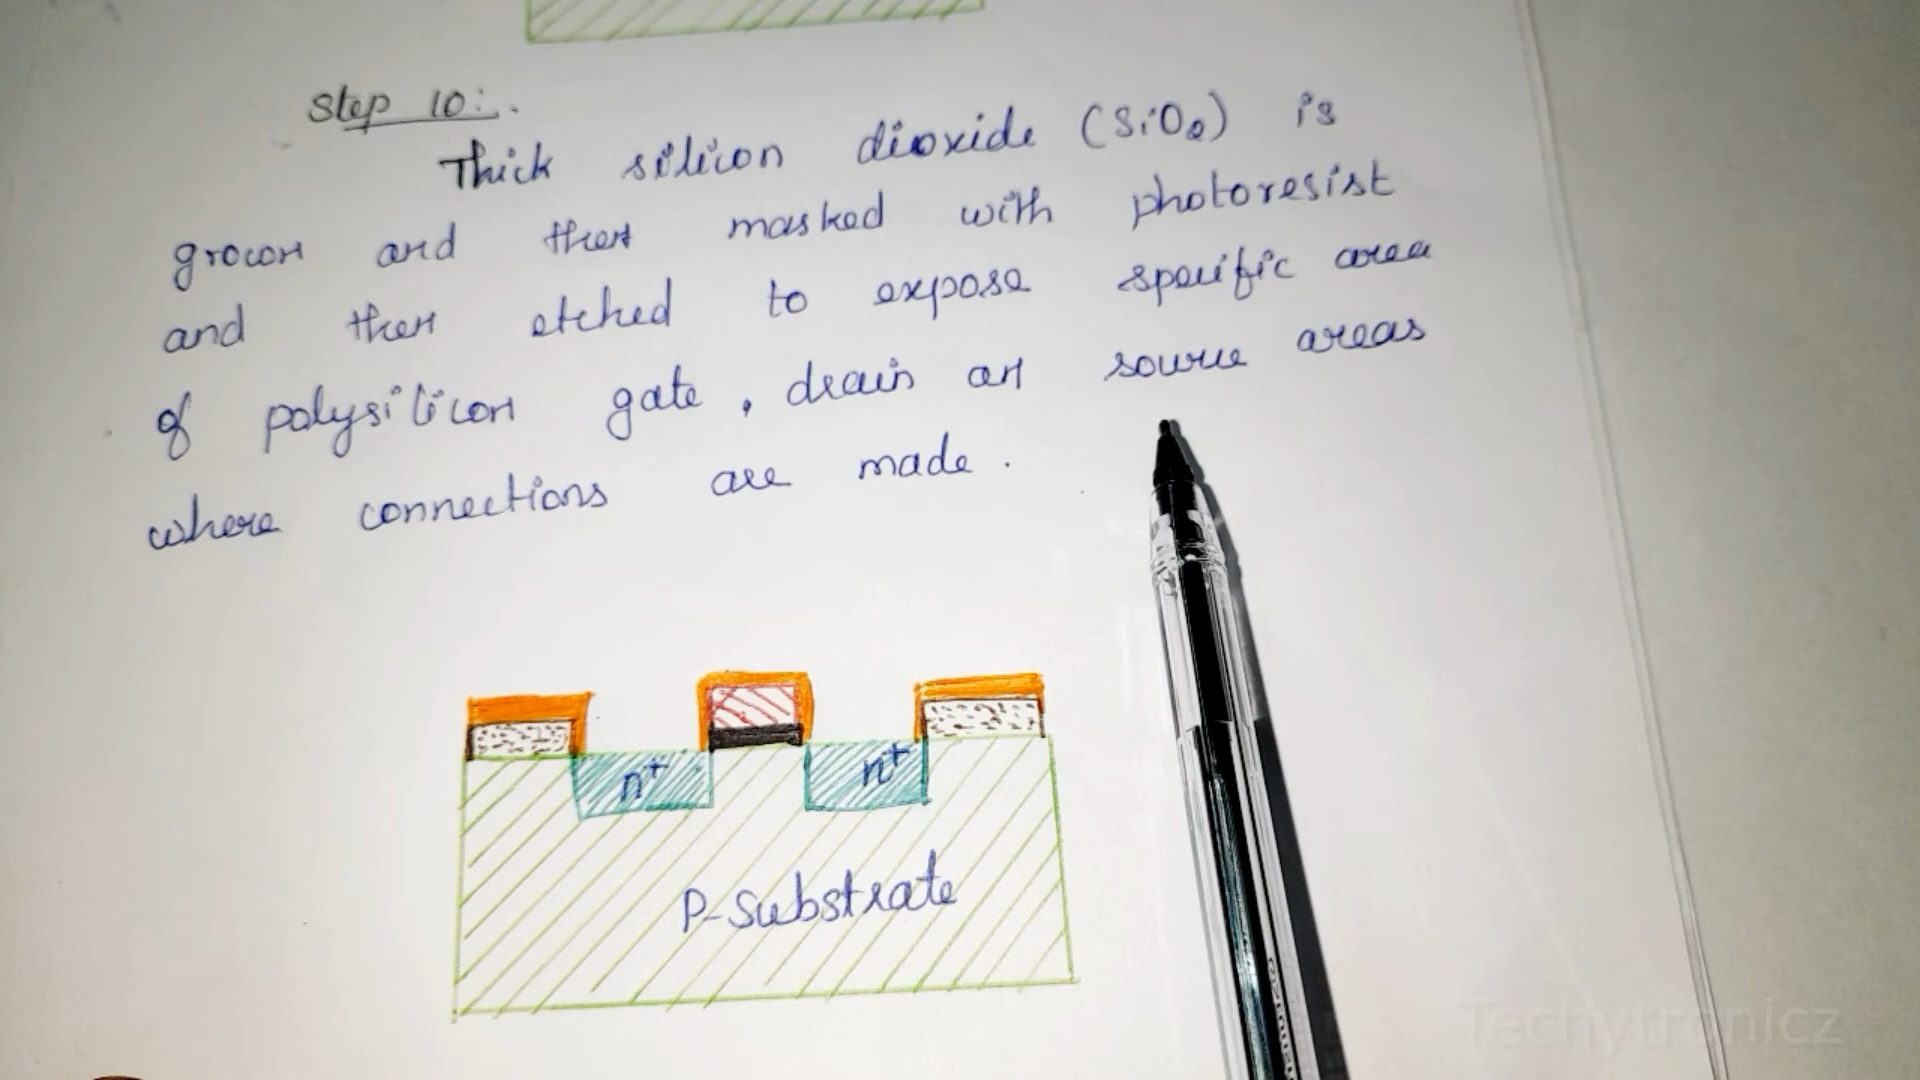 Step 10:.
Thick silicon dioxide (SiO2) is
grown and then masked with photoresist
and then etched to expose specific area
of polysilicon gate, drain an source areas
where connections are made.
n+ n+
P-substrate
Techytronicz